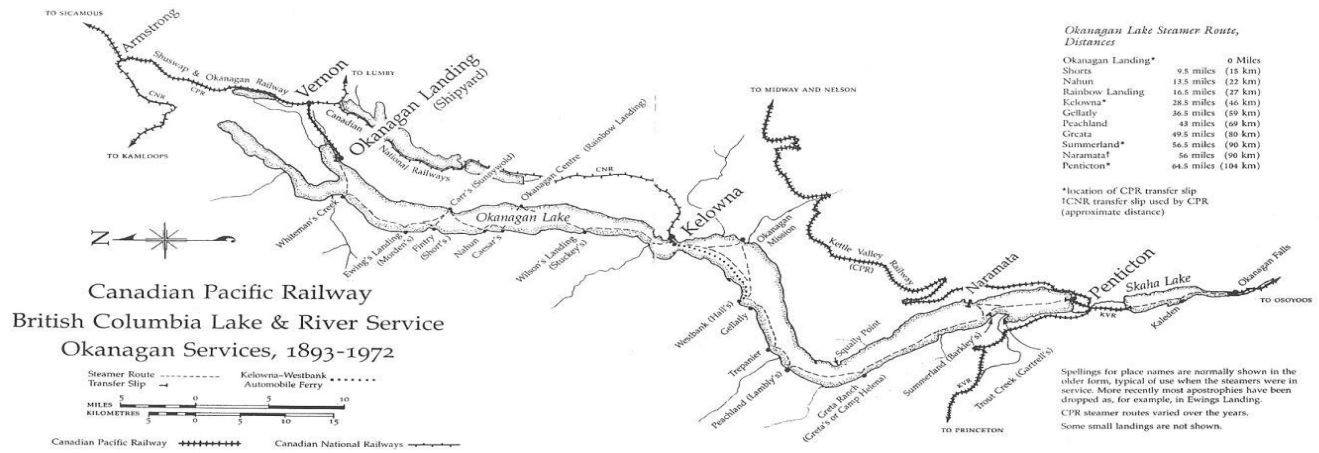 TO SICAMOUS
Armstrong
Shuswap & Okanagan Railway
CPR
CNR
TO KAMLOOPS
Vernon
TO LUMBY
Okanagan Landing
(Shipyard)
Canadian
National Railways
CNR
Whiteman's Creek
Ewing's Landing
(Morden's)
Fintry
(Short's)
Carr's (Sunnywold)
Nahun
Caesar's
Okanagan Centre (Rainbow Landing)
Okanagan Lake
Wilson's Landing
(Stuckey's)
Kelowna
TO MIDWAY AND NELSON
Okanagan
Mission
Kettle Valley
(CPR)
Railway
Westbank (Hall's)
Gellatly
Trepanier
Peachland (Lambly's)
Squally Point
Greta Ranch
(Greta's or Camp Helena)
Summerland (Barkley's)
Naramata
Penticton
Trout Creek (Gartrell's)
KVR
TO PRINCETON
KVR
Skaha Lake
Kaleden
Okanagan Falls
TO OSOYOOS
Okanagan Lake Steamer Route,
Distances
Okanagan Landing* 0 Miles
Shorts 9.5 miles (15 km)
Nahun 13.5 miles (22 km)
Rainbow Landing 16.5 miles (27 km)
Kelowna* 28.5 miles (46 km)
Gellatly 36.5 miles (59 km)
Peachland 43 miles (69 km)
Greata 49.5 miles (80 km)
Summerland* 56.5 miles (90 km)
Naramata† 56 miles (90 km)
Penticton* 64.5 miles (104 km)
*location of CPR transfer slip
†CNR transfer slip used by CPR
(approximate distance)
N
Canadian Pacific Railway
British Columbia Lake & River Service
Okanagan Services, 1893-1972
Steamer Route
Transfer Slip
Kelowna–Westbank
Automobile Ferry
MILES 5 0 5 10
KILOMETRES 5 0 5 10 15
Canadian Pacific Railway
Canadian National Railways
Spellings for place names are normally shown in the
older form, typical of use when the steamers were in
service. More recently most apostrophies have been
dropped as, for example, in Ewings Landing.
CPR steamer routes varied over the years.
Some small landings are not shown.